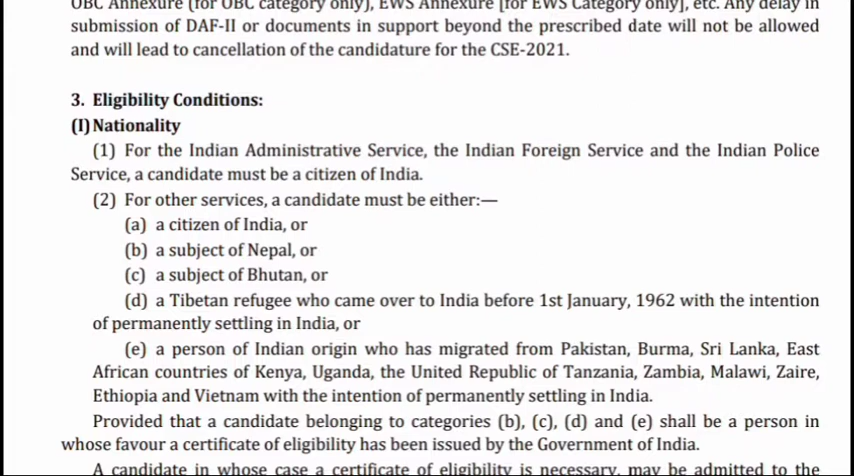 OBC Annexure (for OBC category only), EWS Annexure [for EWS Category only], etc. Any delay in
submission of DAF-II or documents in support beyond the prescribed date will not be allowed
and will lead to cancellation of the candidature for the CSE-2021.
3. Eligibility Conditions:
(I) Nationality
(1) For the Indian Administrative Service, the Indian Foreign Service and the Indian Police
Service, a candidate must be a citizen of India.
(2) For other services, a candidate must be either:—
(a) a citizen of India, or
(b) a subject of Nepal, or
(c) a subject of Bhutan, or
(d) a Tibetan refugee who came over to India before 1st January, 1962 with the intention
of permanently settling in India, or
(e) a person of Indian origin who has migrated from Pakistan, Burma, Sri Lanka, East
African countries of Kenya, Uganda, the United Republic of Tanzania, Zambia, Malawi, Zaire,
Ethiopia and Vietnam with the intention of permanently settling in India.
Provided that a candidate belonging to categories (b), (c), (d) and (e) shall be a person in
whose favour a certificate of eligibility has been issued by the Government of India.
A candidate in whose case a certificate of eligibility is necessary, may be admitted to the